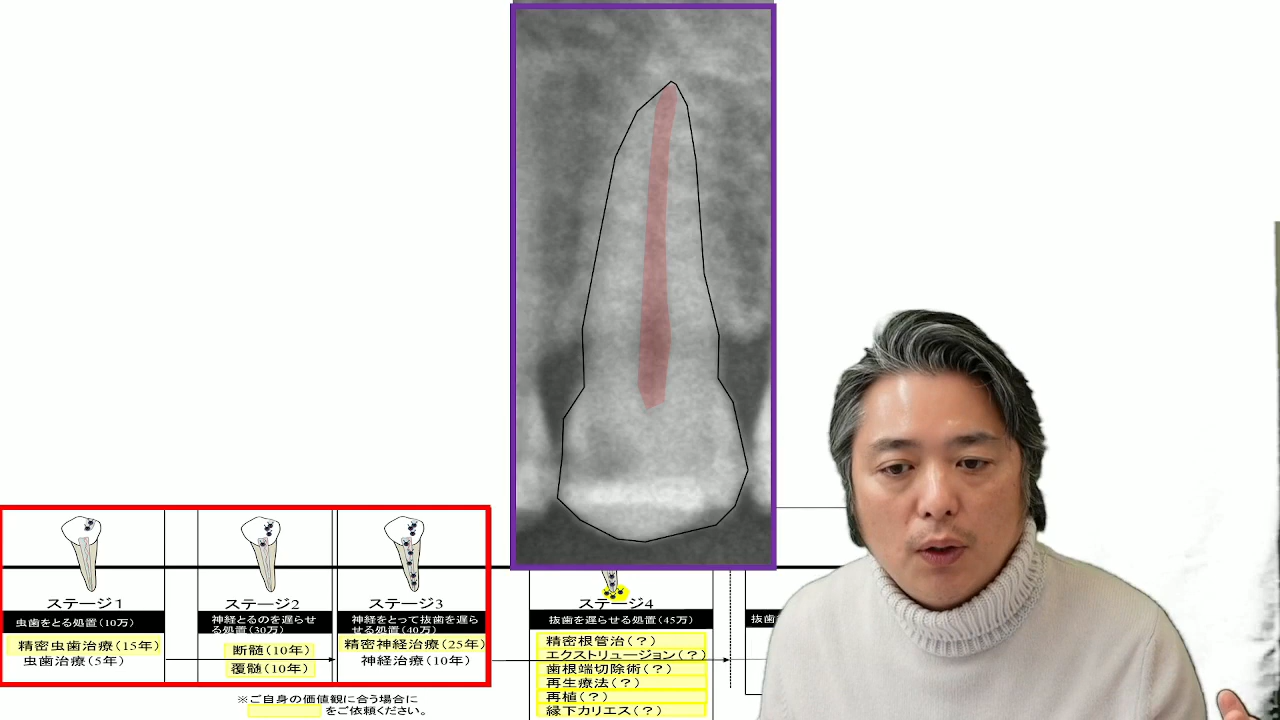 ステージ1
虫歯をとる処置(10万)
精密虫歯治療(15年)
虫歯治療(5年)
ステージ2
神経とるのを遅らせ
る処置(30万)
断髄(10年)
覆髄(10年)
ステージ3
神経をとって抜歯を遅ら
せる処置(40万)
精密神経治療(25年)
神経治療(10年)
ステージ4
抜歯を遅らせる処置(45万)
精密根管治(?)
エクストリュージョン(?)
歯根端切除術(?)
再生療法(?)
再植(?)
縁下カリエス(?)
抜歯
※ご自身の価値観に合う場合に
をご依頼ください。